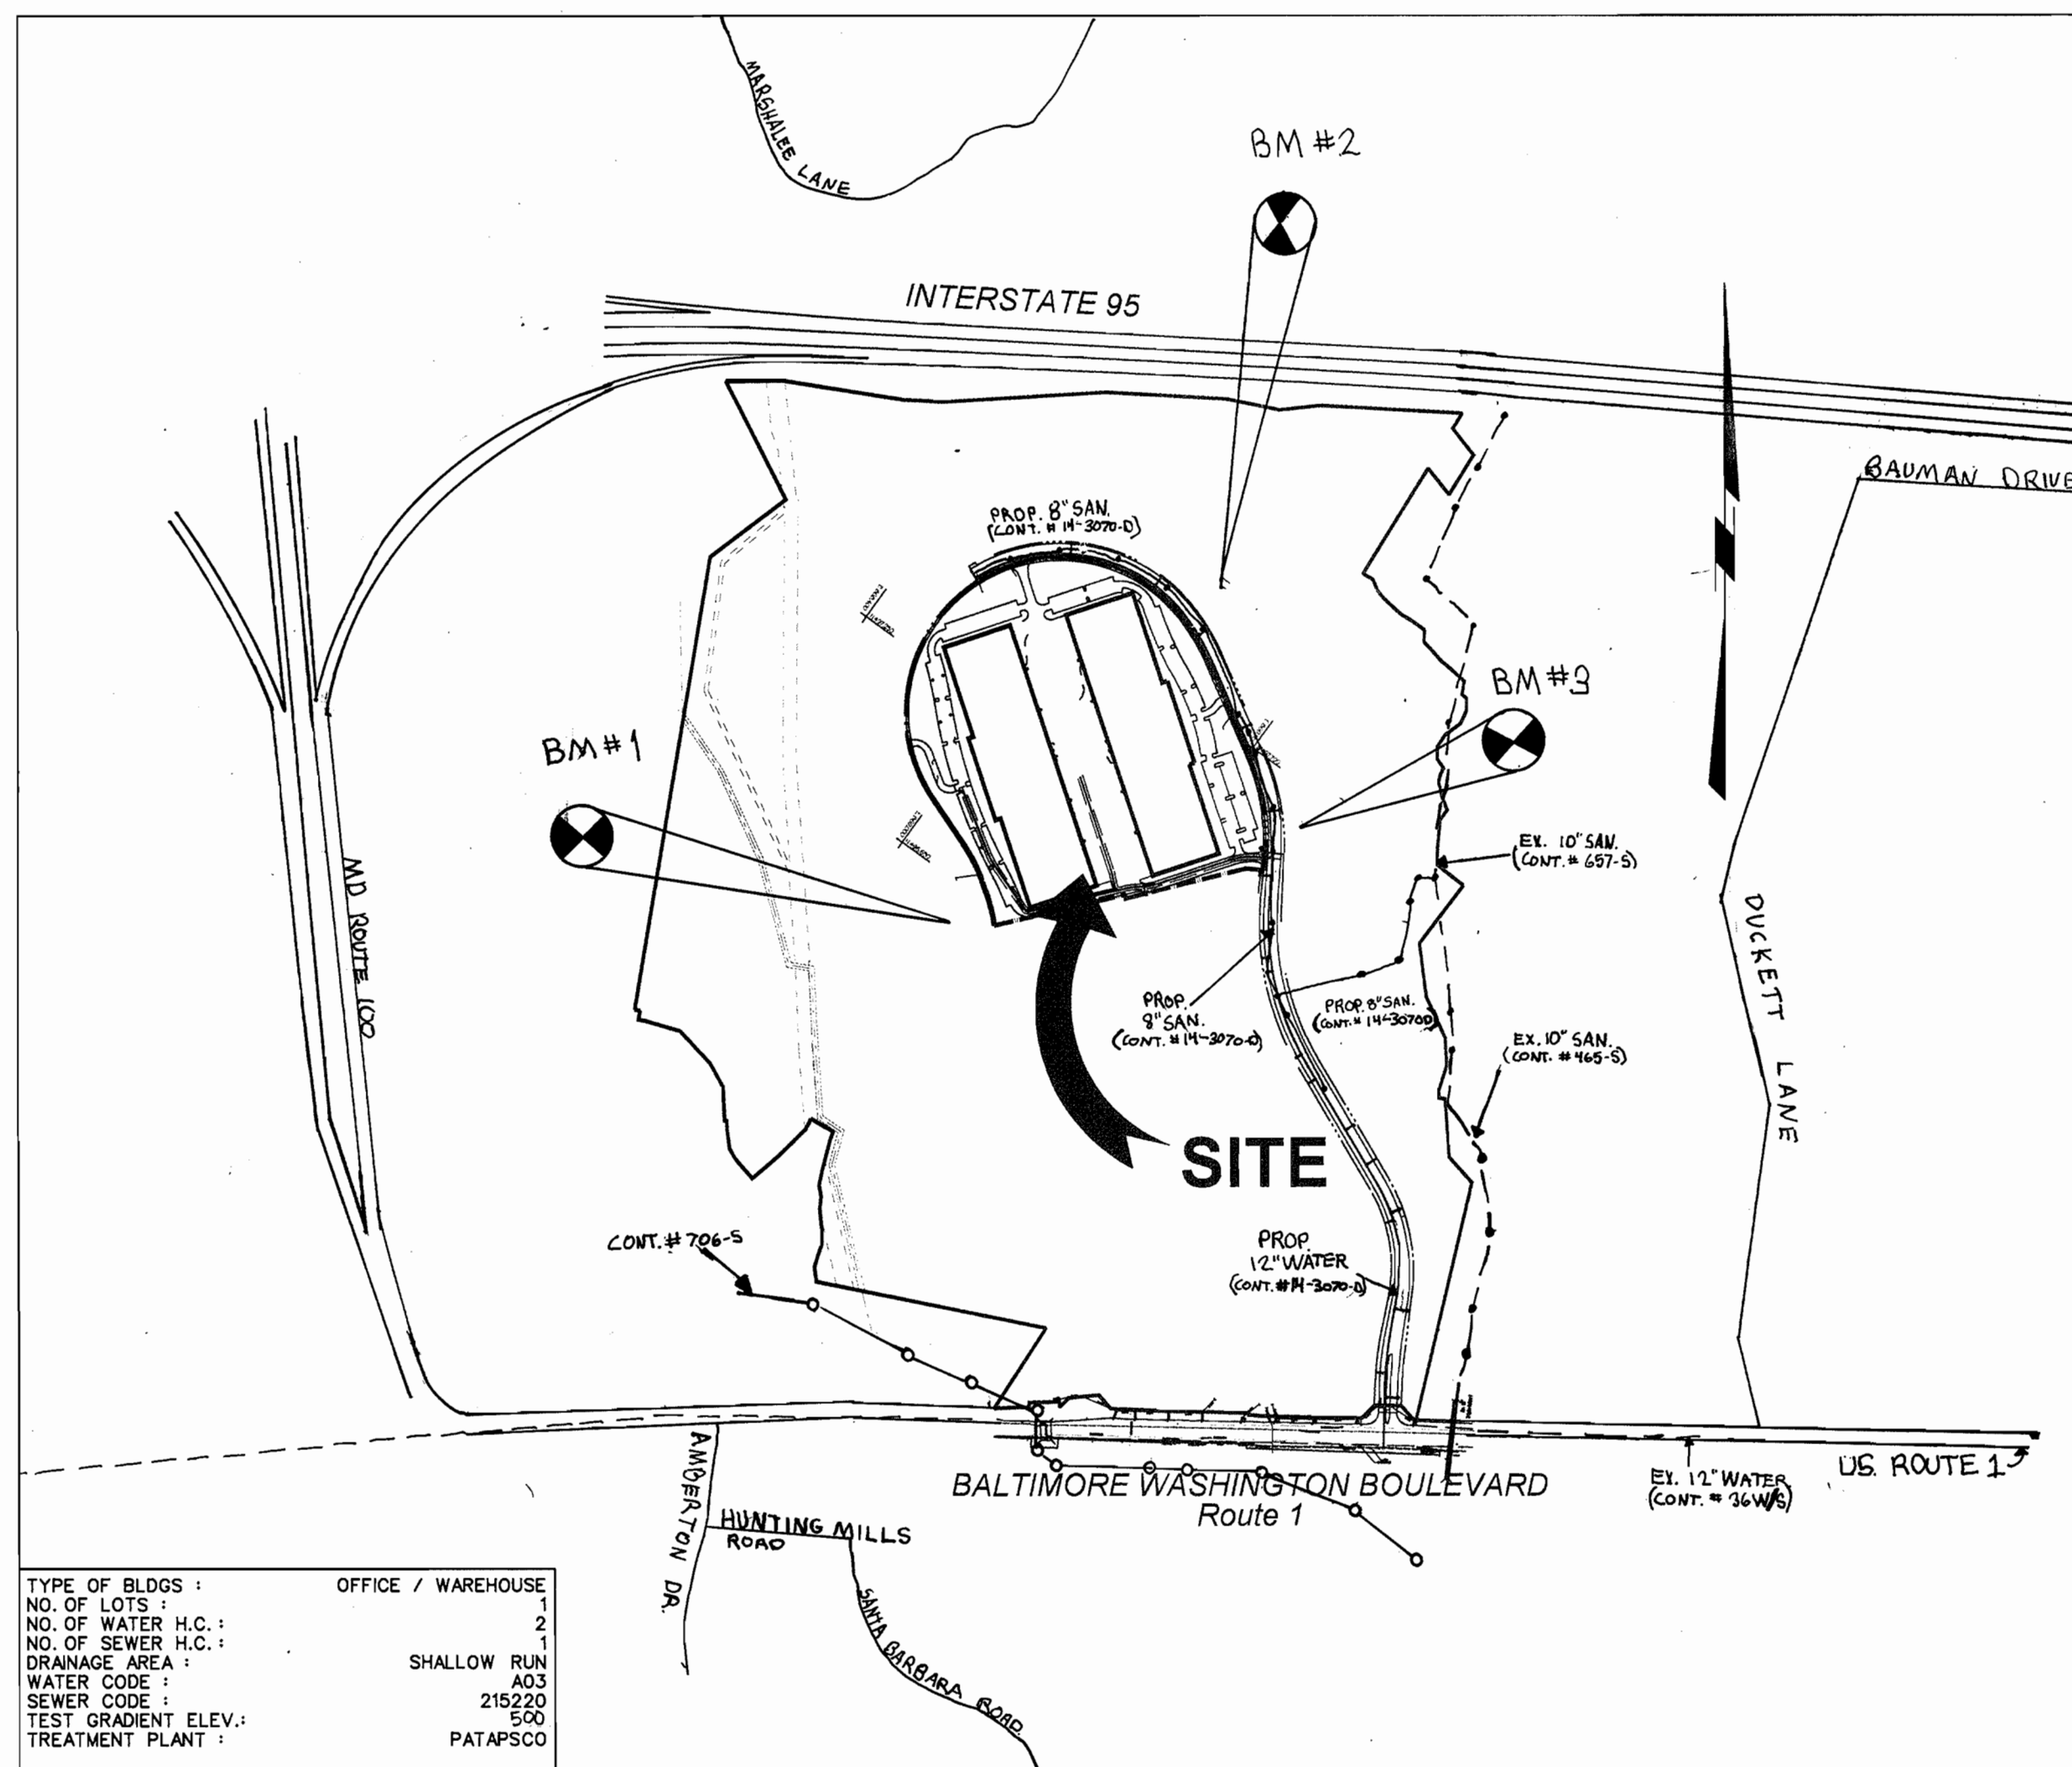 MARSHALEE LANE
BM #2
INTERSTATE 95
BAUMAN DRIVE
PROP. 8" SAN.
(CONT. # 14-3070-D)
BM #1
BM #3
EX. 10" SAN.
(CONT. # 657-S)
MD ROUTE 100
DUCKETT LANE
PROP.
8" SAN.
(CONT. # 14-3070-D)
PROP. 8" SAN.
(CONT. # 14-3070D)
EX. 10" SAN.
(CONT. # 465-S)
SITE
CONT. # 706-S
PROP.
12" WATER
(CONT. # 14-3070-D)
BALTIMORE WASHINGTON BOULEVARD
Route 1
EX. 12" WATER
(CONT. # 36W/S)
US. ROUTE 1
AMBERTON DR.
HUNTING MILLS
ROAD
SANTA BARBARA ROAD
TYPE OF BLDGS : OFFICE / WAREHOUSE
NO. OF LOTS : 1
NO. OF WATER H.C. : 2
NO. OF SEWER H.C. : 1
DRAINAGE AREA : SHALLOW RUN
WATER CODE : A03
SEWER CODE : 215220
TEST GRADIENT ELEV.: 500
TREATMENT PLANT : PATAPSCO